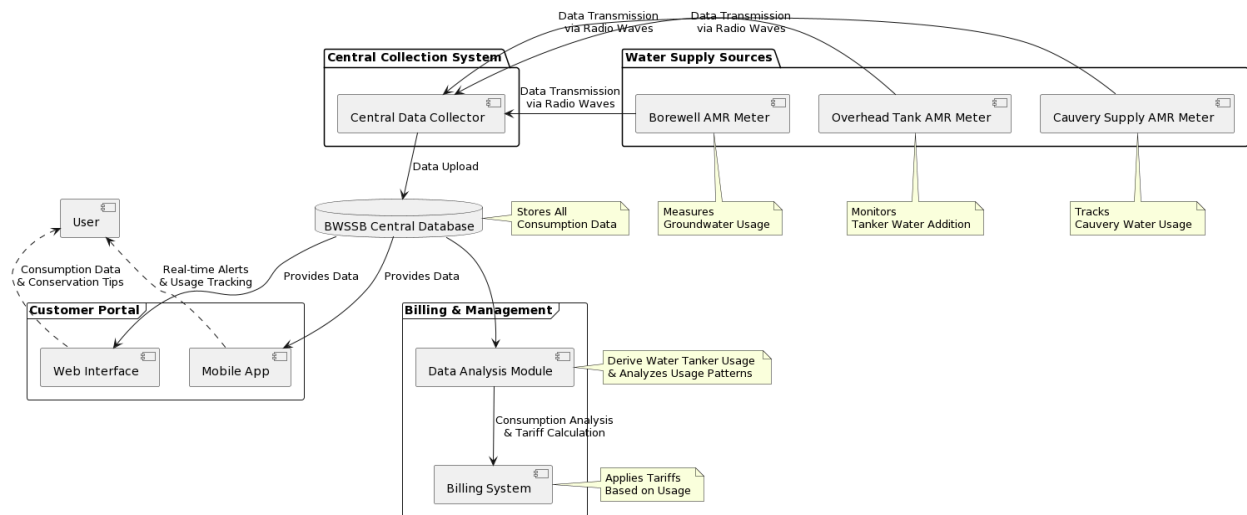 Data Transmission
via Radio Waves
Data Transmission
via Radio Waves
Central Collection System
Water Supply Sources
Data Transmission
via Radio Waves
Central Data Collector
Borewell AMR Meter
Overhead Tank AMR Meter
Cauvery Supply AMR Meter
Data Upload
User
BWSSB Central Database
Stores All
Consumption Data
Measures
Groundwater Usage
Monitors
Tanker Water Addition
Tracks
Cauvery Water Usage
Consumption Data
& Conservation Tips
Real-time Alerts
& Usage Tracking
Provides Data
Provides Data
Customer Portal
Web Interface
Mobile App
Billing & Management
Data Analysis Module
Derive Water Tanker Usage
& Analyzes Usage Patterns
Consumption Analysis
& Tariff Calculation
Billing System
Applies Tariffs
Based on Usage